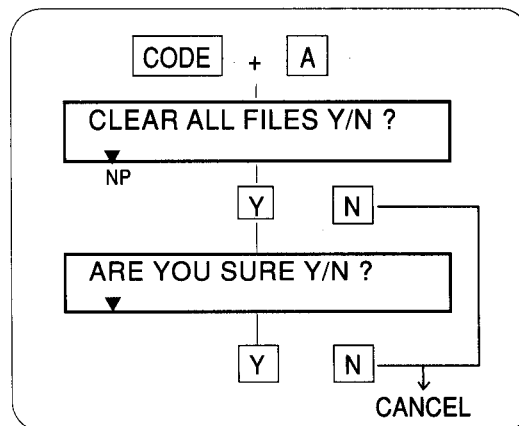 CODE + A
CLEAR ALL FILES Y/N ?
NP
Y N
ARE YOU SURE Y/N ?
Y N
CANCEL